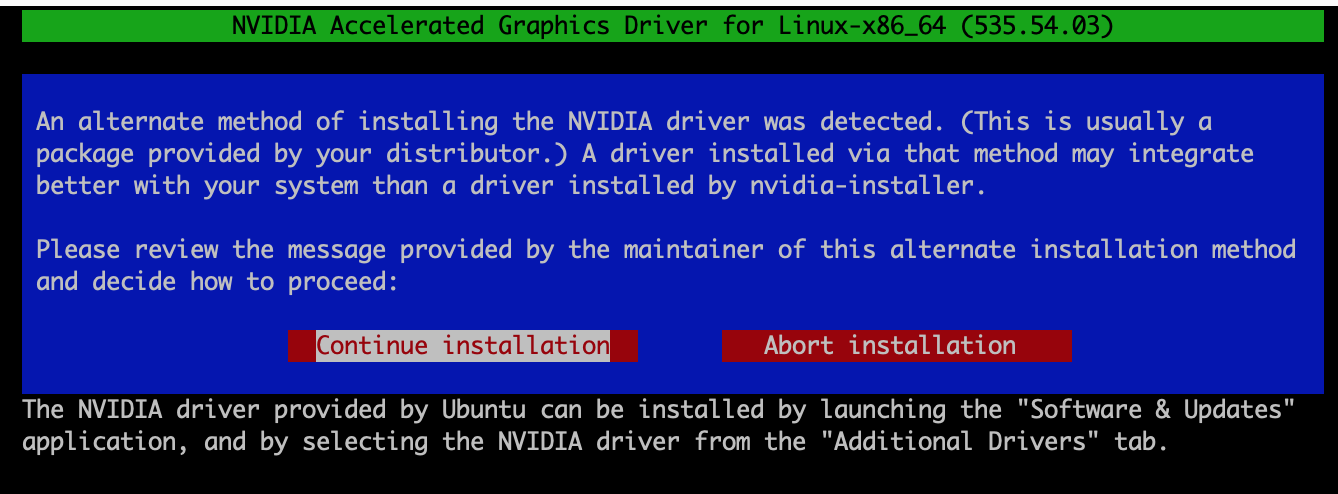 NVIDIA Accelerated Graphics Driver for Linux-x86_64 (535.54.03)
An alternate method of installing the NVIDIA driver was detected. (This is usually a
package provided by your distributor.) A driver installed via that method may integrate
better with your system than a driver installed by nvidia-installer.
Please review the message provided by the maintainer of this alternate installation method
and decide how to proceed:
Continue installation Abort installation
The NVIDIA driver provided by Ubuntu can be installed by launching the "Software & Updates"
application, and by selecting the NVIDIA driver from the "Additional Drivers" tab.